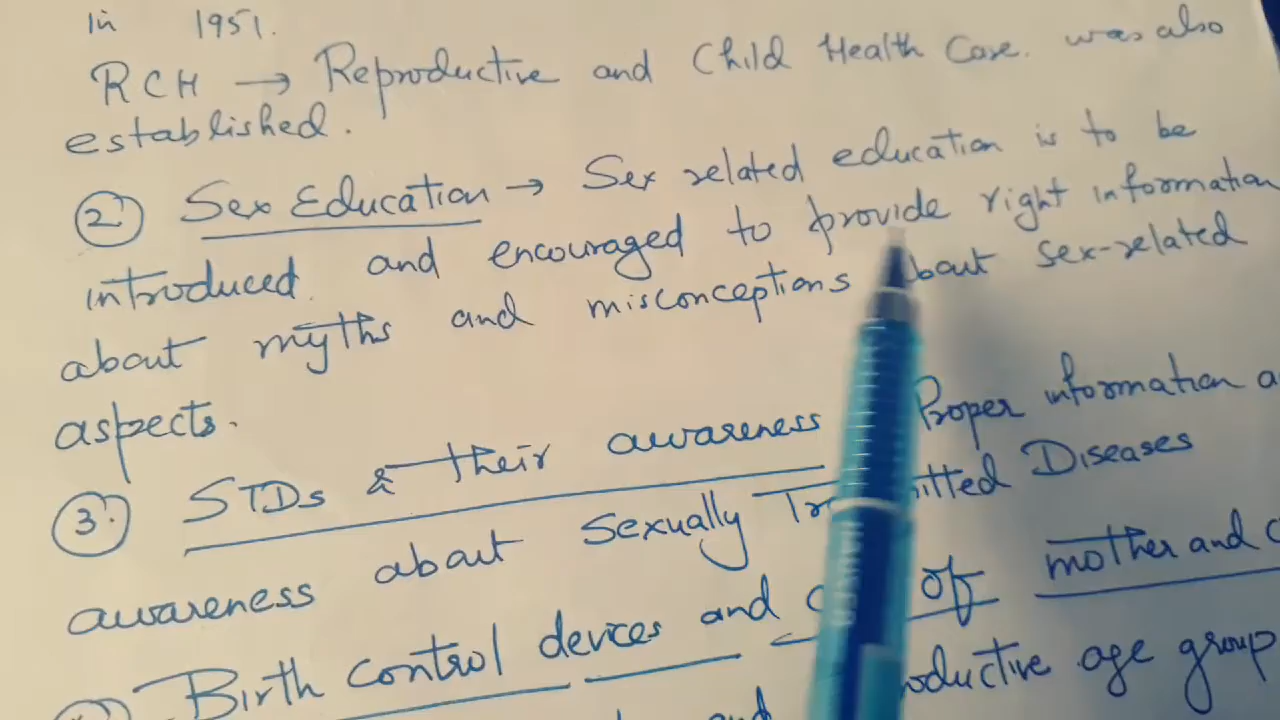 In 1951.
RCH → Reproductive and Child Health Care. was also
established.
② Sex Education → Sex related education is to be
introduced and encouraged to provide right information
about myths and misconceptions about sex-related
aspects.
③ STDs & their awareness Proper information
awareness about Sexually Diseases
Birth control devices and of mother and
age group